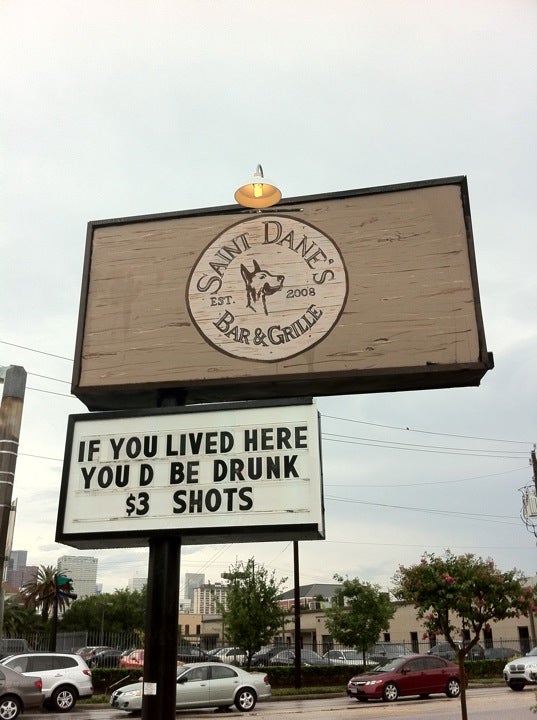 SAINT DANE'S
EST. 2008
BAR & GRILLE
IF YOU LIVED HERE
YOU D BE DRUNK
$3 SHOTS